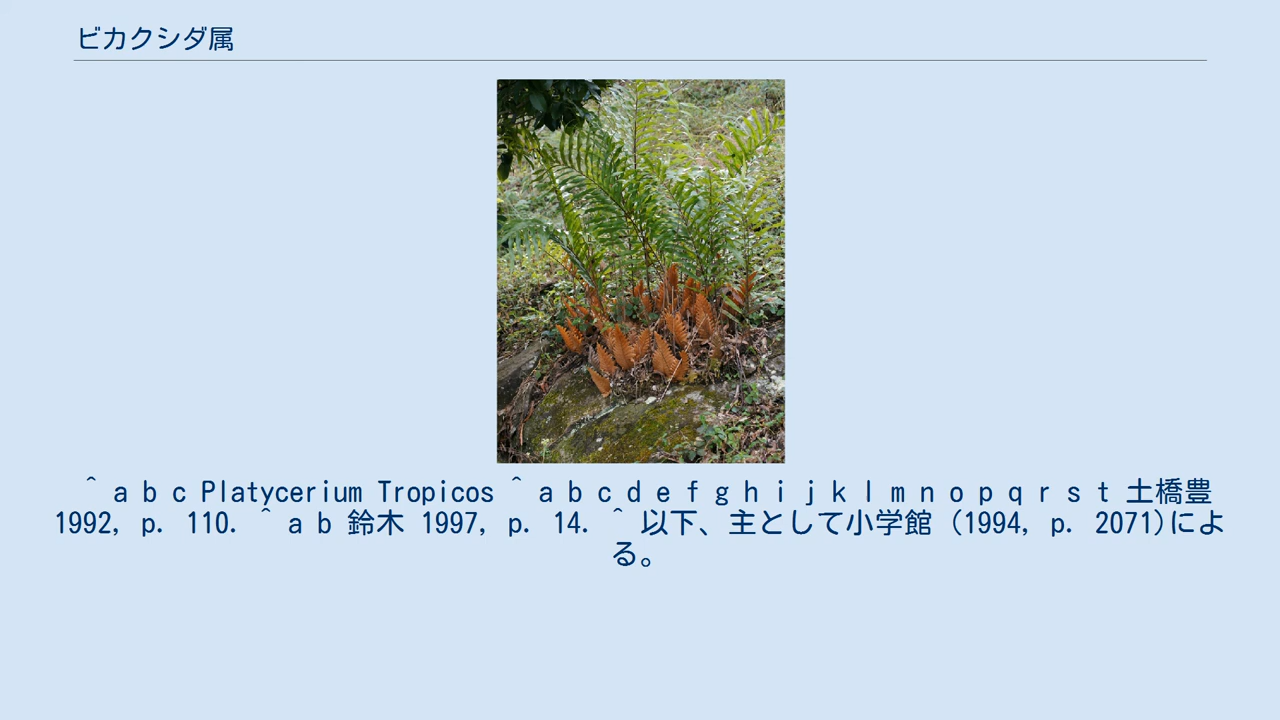 ビカクシダ属
^ a b c Platycerium Tropicos ^ a b c d e f g h i j k l m n o p q r s t 土橋豊
1992, p. 110. ^ a b 鈴木 1997, p. 14. ^ 以下、主として小学館 (1994, p. 2071)によ
る。